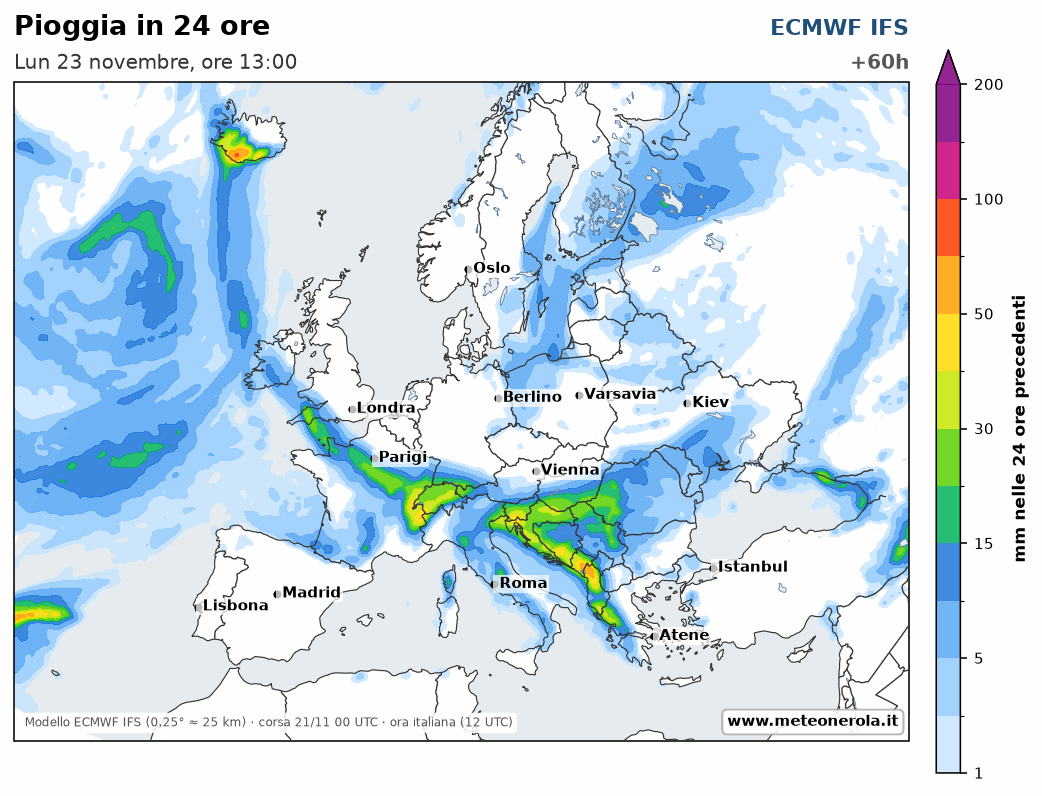 Pioggia in 24 ore
ECMWF IFS
Lun 23 novembre, ore 13:00
+60h
200
100
50
30
15
5
1
mm nelle 24 ore precedenti
Oslo
Berlino
Varsavia
Kiev
Londra
Parigi
Vienna
Istanbul
Roma
Madrid
Lisbona
Atene
Modello ECMWF IFS (0,25° ≈ 25 km) · corsa 21/11 00 UTC · ora italiana (12 UTC)
www.meteonerola.it